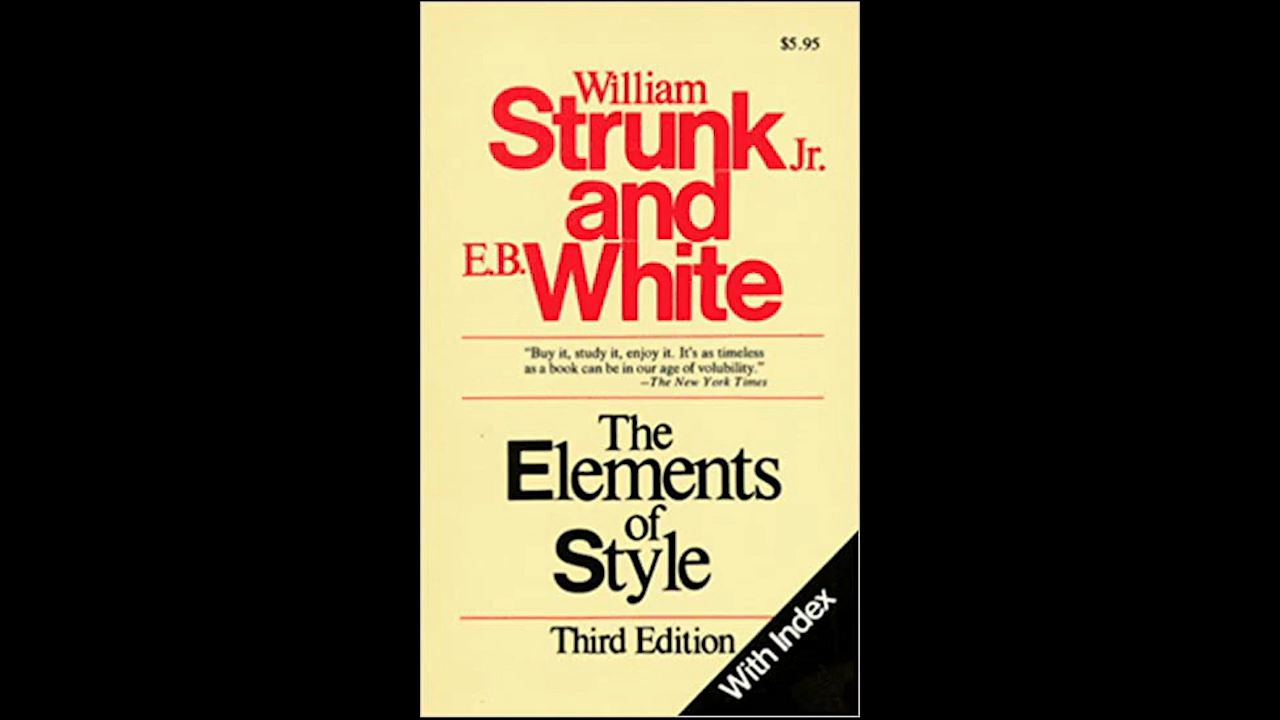 $5.95
William
Strunk Jr.
and
E.B. White
“Buy it, study it, enjoy it. It's as timeless
as a book can be in our age of volubility.”
—The New York Times
The
Elements
of
Style
Third Edition
With Index